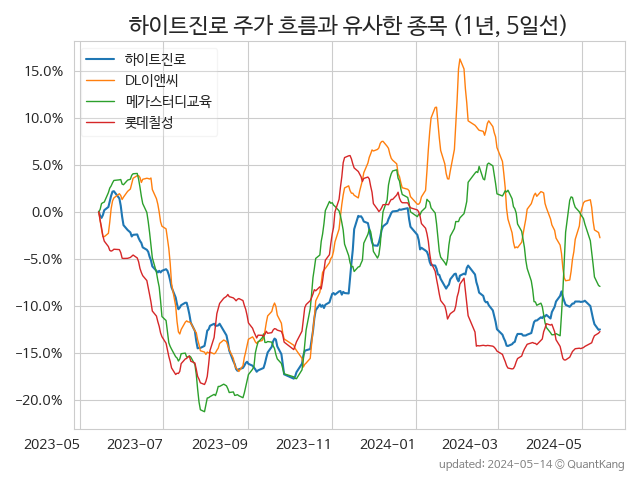 하이트진로 주가 흐름과 유사한 종목 (1년, 5일선)
하이트진로
DL이앤씨
메가스터디교육
롯데칠성
15.0%
10.0%
5.0%
0.0%
−5.0%
−10.0%
−15.0%
−20.0%
2023-05 2023-07 2023-09 2023-11 2024-01 2024-03 2024-05
updated: 2024-05-14 © QuantKang